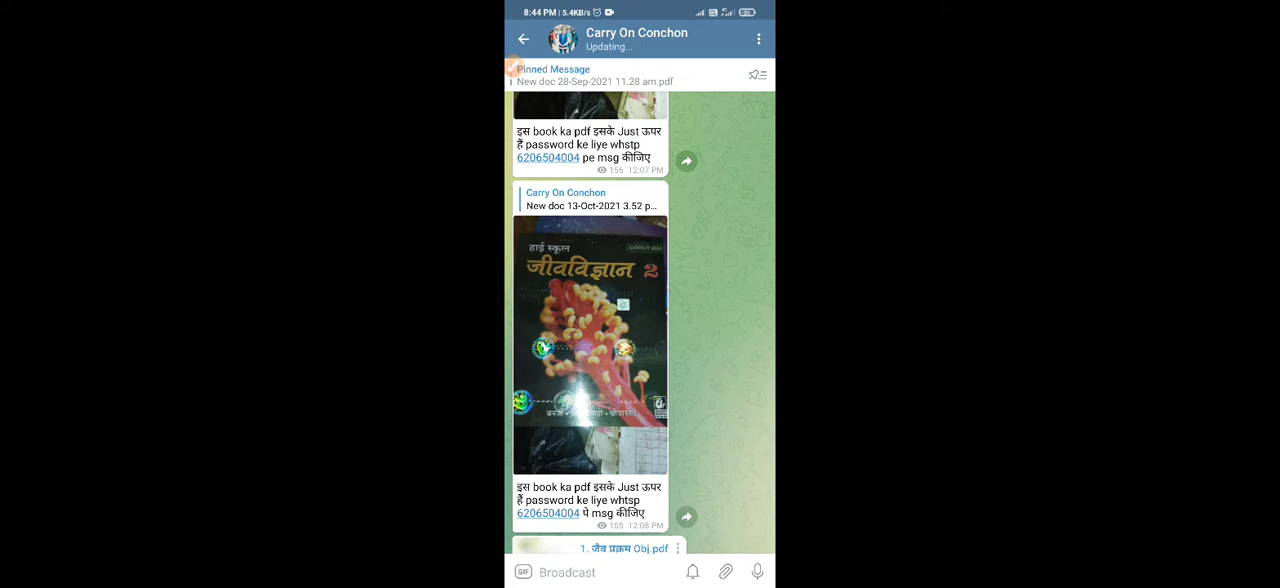 8:44 PM | 5.4KB/s
Carry On Conchon
Updating...
Pinned Message
New doc 28-Sep-2021 11.28 am.pdf
इस book ka pdf इसके Just ऊपर
हैं password ke liye whstp
6206504004 pe msg कीजिए
156 12:07 PM
Carry On Conchon
New doc 13-Oct-2021 3.52 p...
हाई स्कूल
जीवविज्ञान 2
इस book ka pdf इसके Just ऊपर
हैं password ke liye whtsp
6206504004 पे msg कीजिए
155 12:08 PM
1. जैव प्रक्रम Obj.pdf
GIF Broadcast